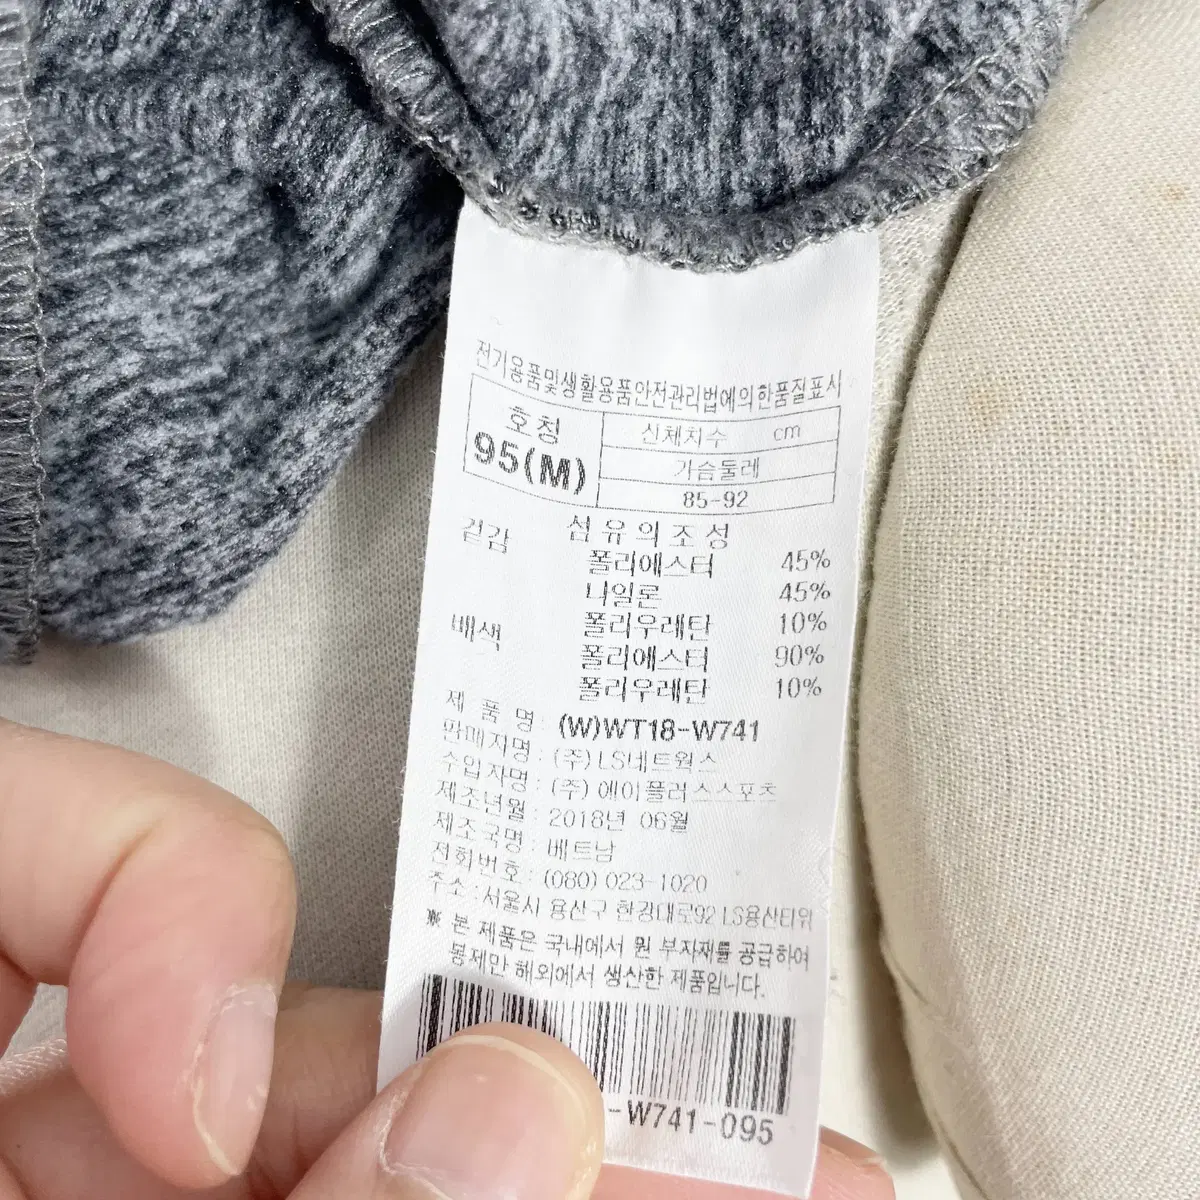 전기용품및생활용품안전관리법에의한품질표시
호칭
95(M)
신체치수 cm
가슴둘레
85-92
섬유의조성
겉감 폴리에스터 45%
나일론 45%
폴리우레탄 10%
배색 폴리에스터 90%
폴리우레탄 10%
제품명: (W)WT18-W741
판매자명: (주)LS네트웍스
수입자명: (주)에이플러스스포츠
제조년월: 2018년 06월
제조국명: 베트남
전화번호: (080)023-1020
주소:서울시 용산구 한강대로92 LS용산타워
※ 본 제품은 국내에서 원 부자재를 공급하여
봉제만 해외에서 생산한 제품입니다.
-W741-095